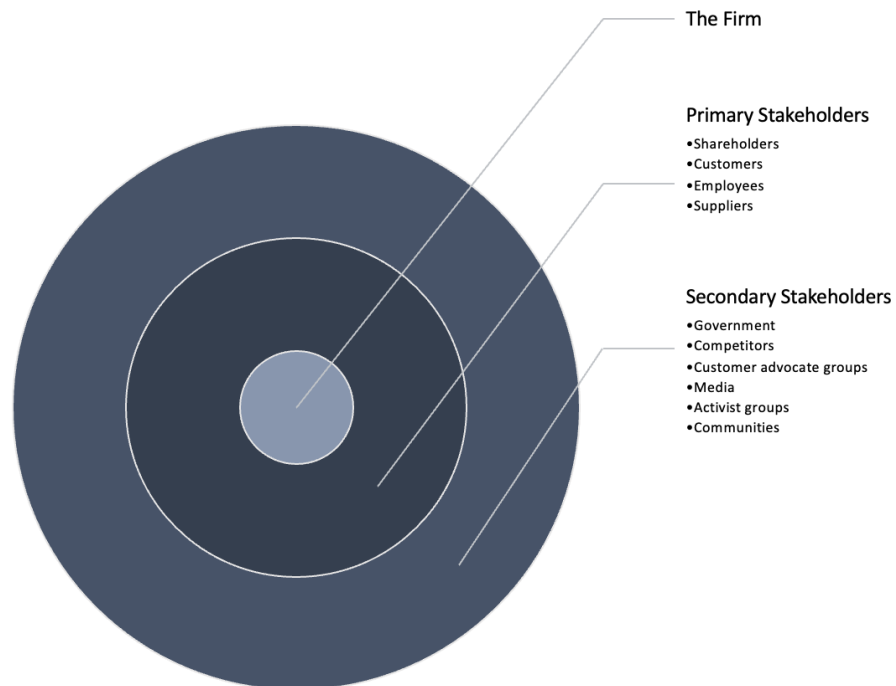 The Firm
Primary Stakeholders
•Shareholders
•Customers
•Employees
•Suppliers
Secondary Stakeholders
•Government
•Competitors
•Customer advocate groups
•Media
•Activist groups
•Communities